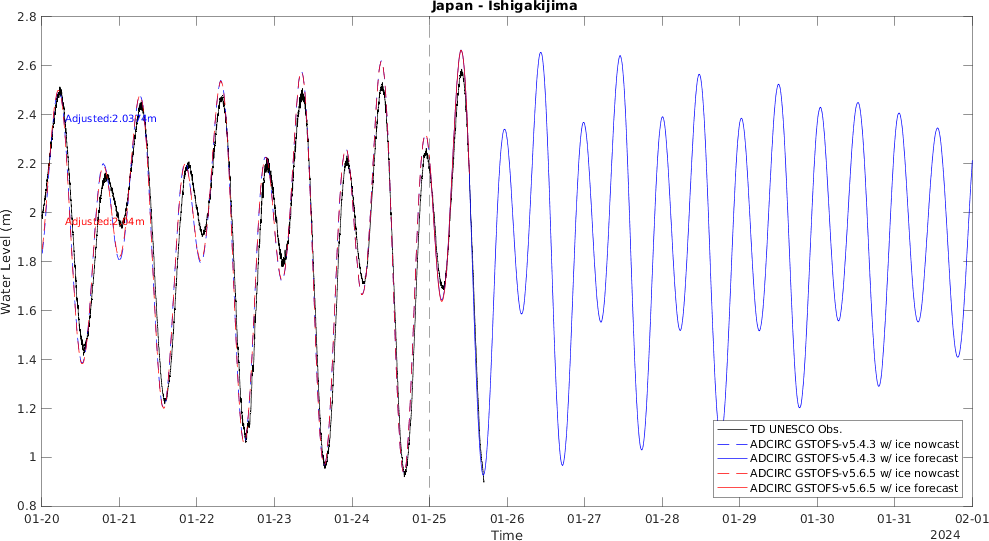 Japan - Ishigakijima
2.8
2.6
2.4
2.2
2
1.8
1.6
1.4
1.2
1
0.8
Water Level (m)
Adjusted:2.0374m
Adjusted:2.04m
TD UNESCO Obs.
ADCIRC GSTOFS-v5.4.3 w/ ice nowcast
ADCIRC GSTOFS-v5.4.3 w/ ice forecast
ADCIRC GSTOFS-v5.6.5 w/ ice nowcast
ADCIRC GSTOFS-v5.6.5 w/ ice forecast
01-20 01-21 01-22 01-23 01-24 01-25 01-26 01-27 01-28 01-29 01-30 01-31 02-01
Time
2024